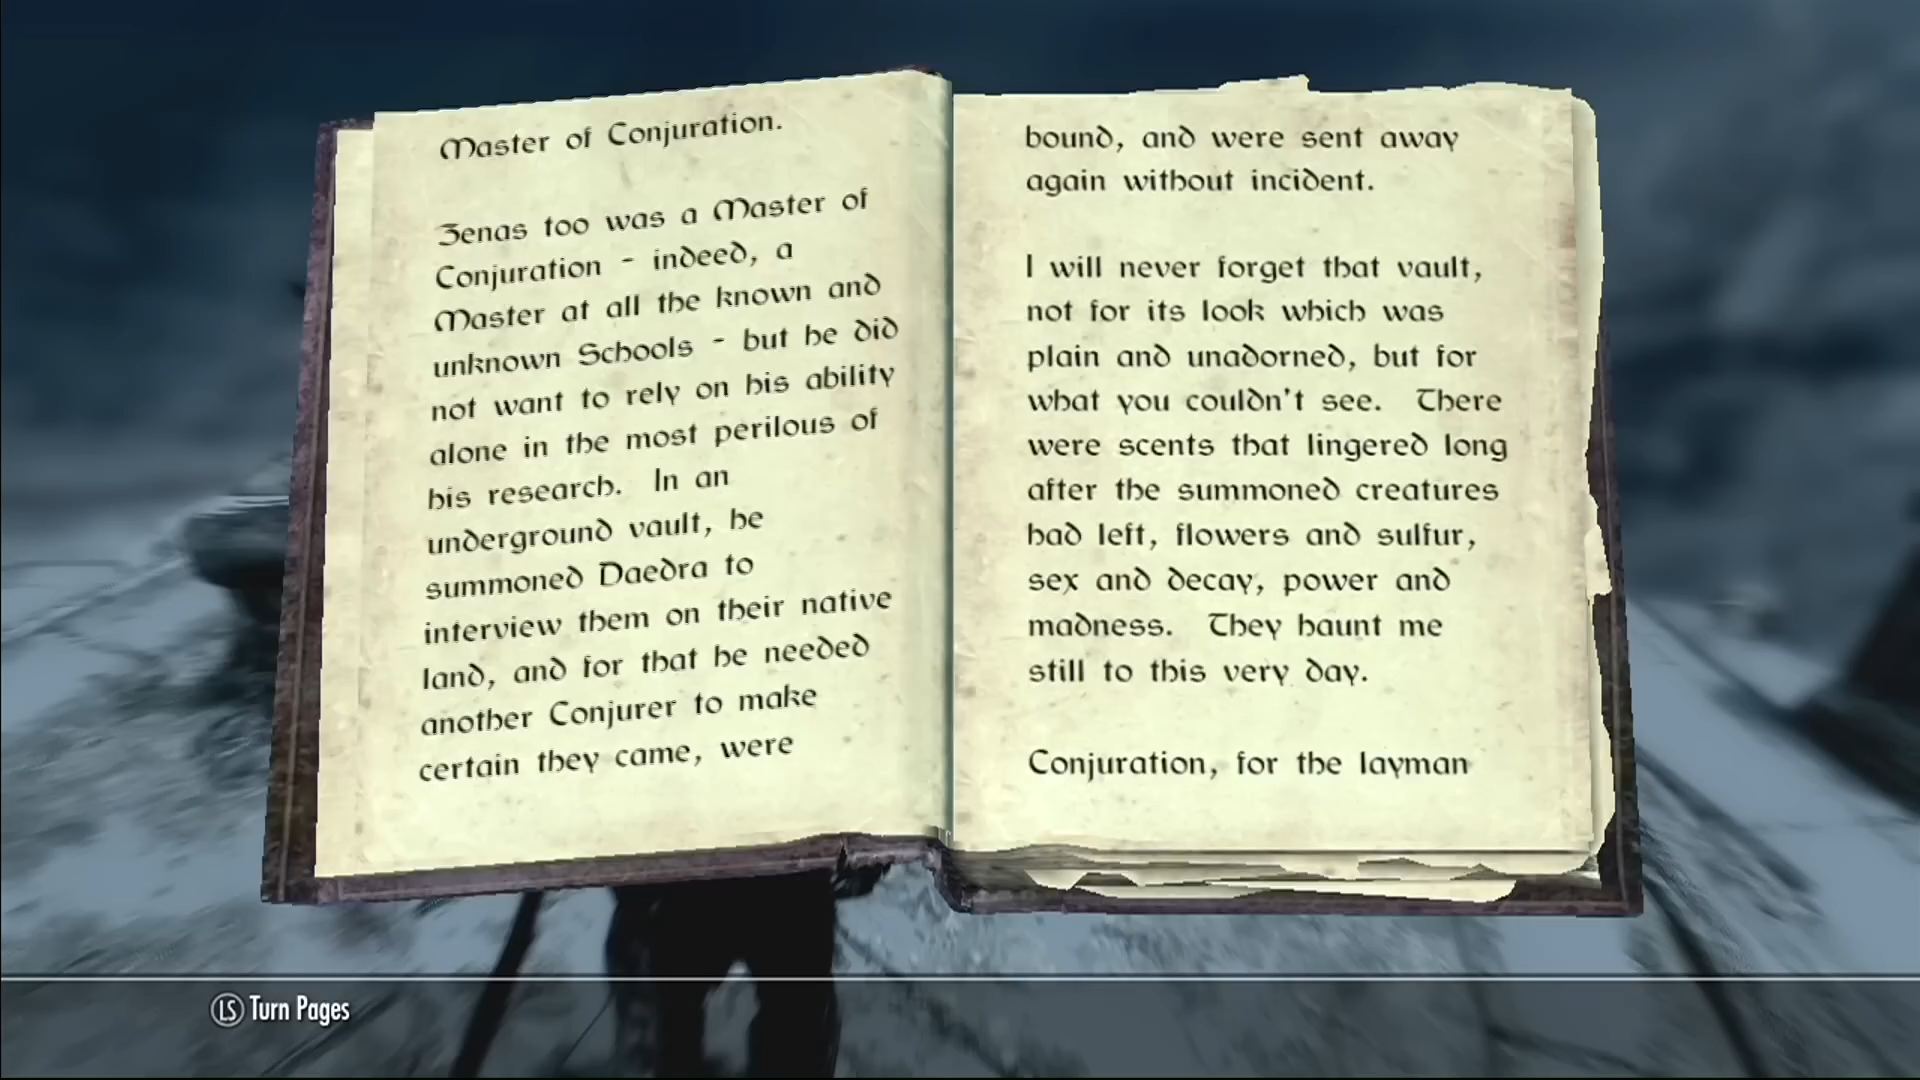 Master of Conjuration.
Zenas too was a Master of
Conjuration - indeed, a
Master at all the known and
unknown Schools - but he did
not want to rely on his ability
alone in the most perilous of
his research. In an
underground vault, he
summoned Daedra to
interview them on their native
land, and for that he needed
another Conjurer to make
certain they came, were
bound, and were sent away
again without incident.
I will never forget that vault,
not for its look which was
plain and unadorned, but for
what you couldn't see. There
were scents that lingered long
after the summoned creatures
had left, flowers and sulfur,
sex and decay, power and
madness. They haunt me
still to this very day.
Conjuration, for the layman
LS Turn Pages